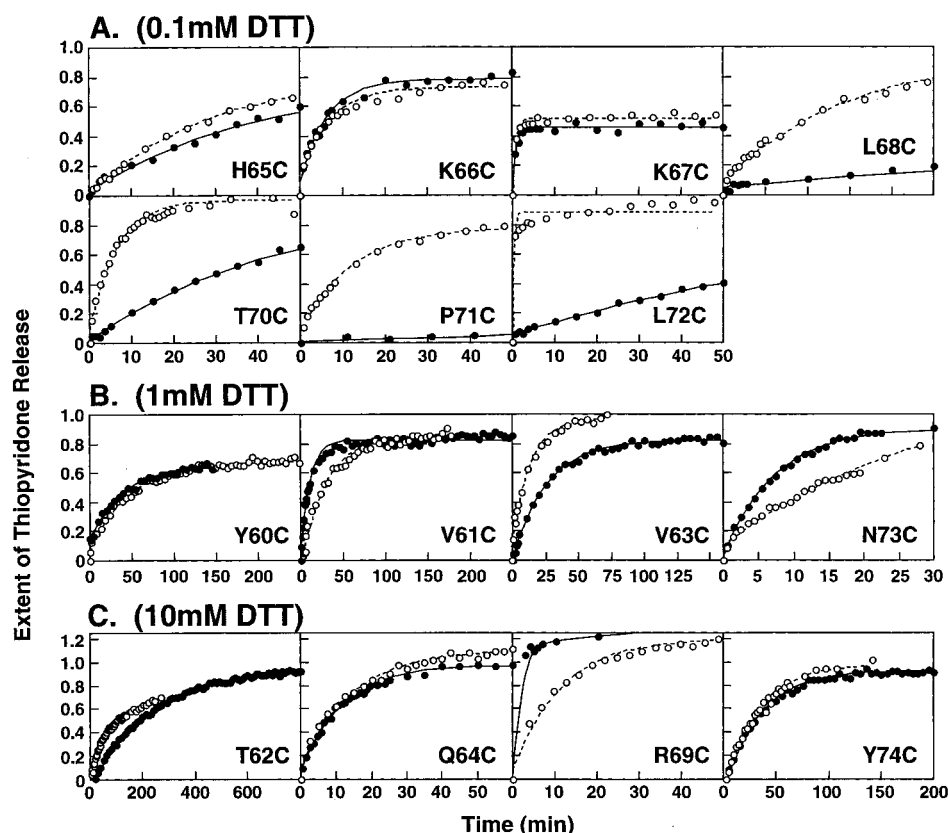 A. (0.1mM DTT)
1.0
0.8
0.6
0.4
0.2
0
H65C
K66C
K67C
L68C
0.8
0.6
0.4
0.2
0
T70C
P71C
L72C
0 10 20 30 40 0 10 20 30 40 0 10 20 30 40 50
B. (1mM DTT)
1.0
0.8
0.6
0.4
0.2
0
Y60C
V61C
V63C
N73C
0 50 100 150 200 0 50 100 150 200 0 25 50 75 100 125 0 5 10 15 20 25 30
C. (10mM DTT)
1.2
1.0
0.8
0.6
0.4
0.2
0
T62C
Q64C
R69C
Y74C
0 200 400 600 0 10 20 30 40 50 0 10 20 30 40 0 50 100 150 200
Extent of Thiopyridone Release
Time (min)